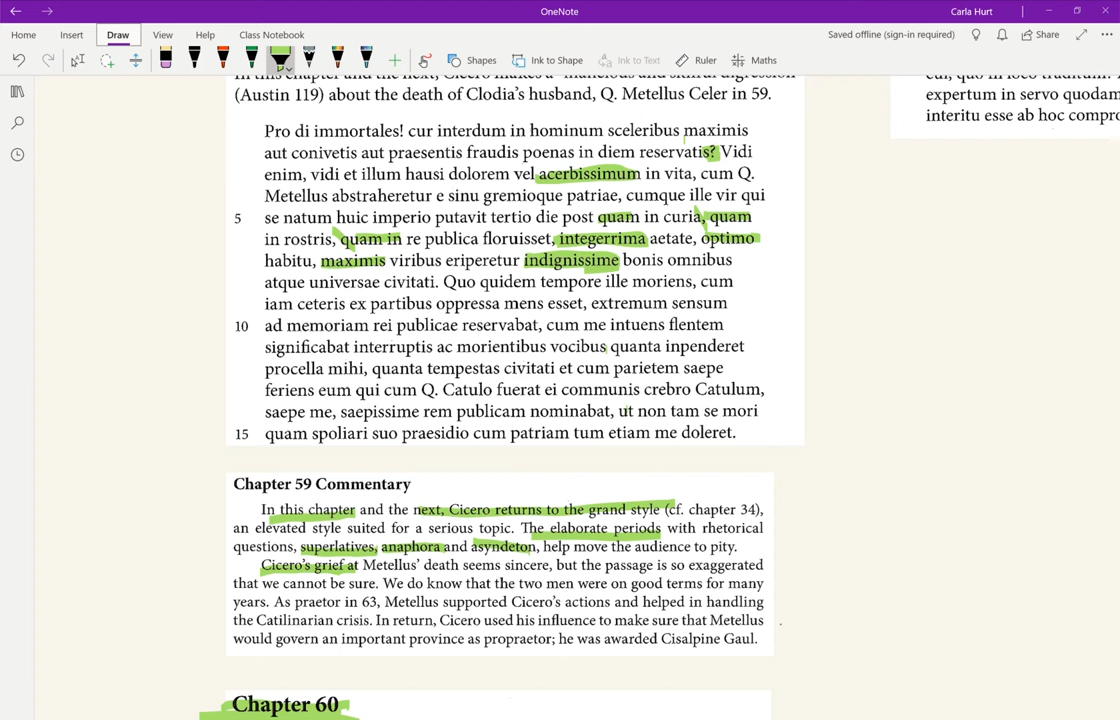 OneNote
Carla Hurt
Home Insert Draw View Help Class Notebook
Saved offline (sign-in required) Share
Shapes Ink to Shape Ink to Text Ruler Maths
In this chapter and the next, Cicero makes a malicious and skilful digression
(Austin 119) about the death of Clodia's husband, Q. Metellus Celer in 59.
Pro di immortales! cur interdum in hominum sceleribus maximis
aut conivetis aut praesentis fraudis poenas in diem reservatis? Vidi
enim, vidi et illum hausi dolorem vel acerbissimum in vita, cum Q.
Metellus abstraheretur e sinu gremioque patriae, cumque ille vir qui
5 se natum huic imperio putavit tertio die post quam in curia, quam
in rostris, quam in re publica floruisset, integerrima aetate, optimo
habitu, maximis viribus eriperetur indignissime bonis omnibus
atque universae civitati. Quo quidem tempore ille moriens, cum
iam ceteris ex partibus oppressa mens esset, extremum sensum
10 ad memoriam rei publicae reservabat, cum me intuens flentem
significabat interruptis ac morientibus vocibus quanta inpenderet
procella mihi, quanta tempestas civitati et cum parietem saepe
feriens eum qui cum Q. Catulo fuerat ei communis crebro Catulum,
saepe me, saepissime rem publicam nominabat, ut non tam se mori
15 quam spoliari suo praesidio cum patriam tum etiam me doleret.
Chapter 59 Commentary
In this chapter and the next, Cicero returns to the grand style (cf. chapter 34),
an elevated style suited for a serious topic. The elaborate periods with rhetorical
questions, superlatives, anaphora and asyndeton, help move the audience to pity.
Cicero's grief at Metellus' death seems sincere, but the passage is so exaggerated
that we cannot be sure. We do know that the two men were on good terms for many
years. As praetor in 63, Metellus supported Cicero's actions and helped in handling
the Catilinarian crisis. In return, Cicero used his influence to make sure that Metellus
would govern an important province as propraetor; he was awarded Cisalpine Gaul.
Chapter 60
expertum in servo quodam
interitu esse ab hoc compro